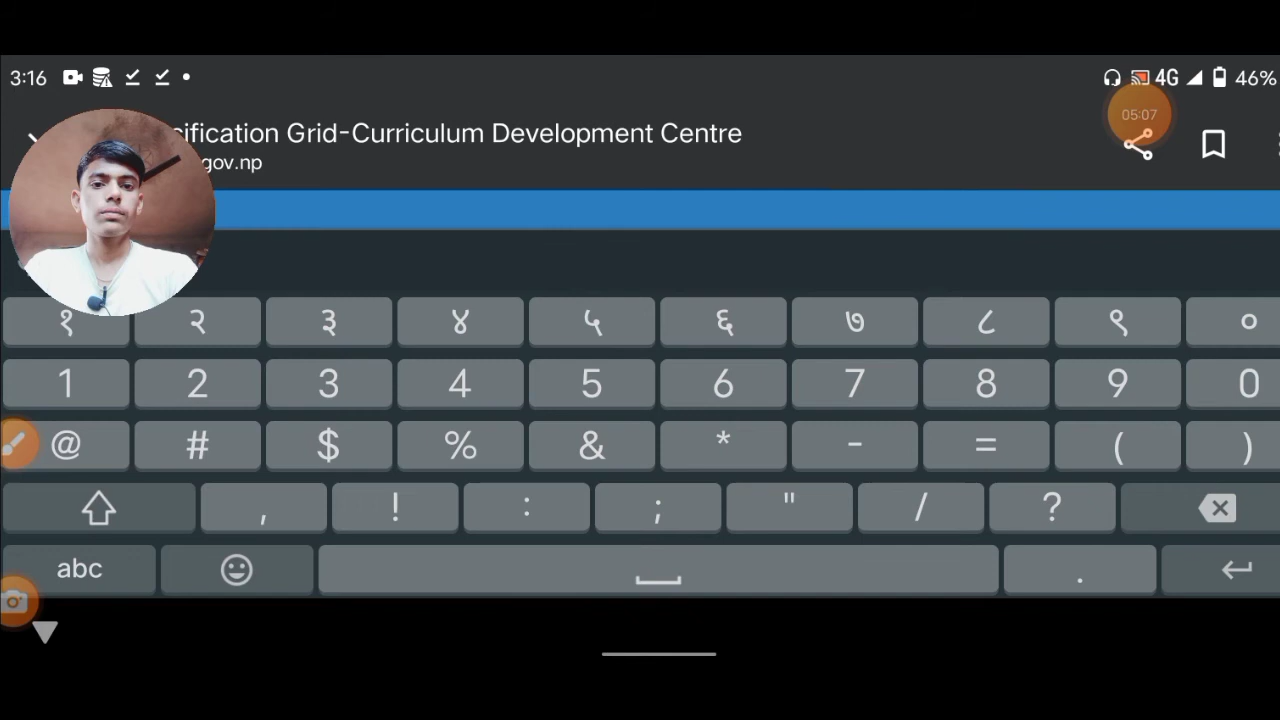 3:16 4G 46%
05:07
cification Grid-Curriculum Development Centre
gov.np
१ २ ३ ४ ५ ६ ७ ८ ९ ०
1 2 3 4 5 6 7 8 9 0
@ # $ % & * - = ( )
, ! : ; " / ?
abc .